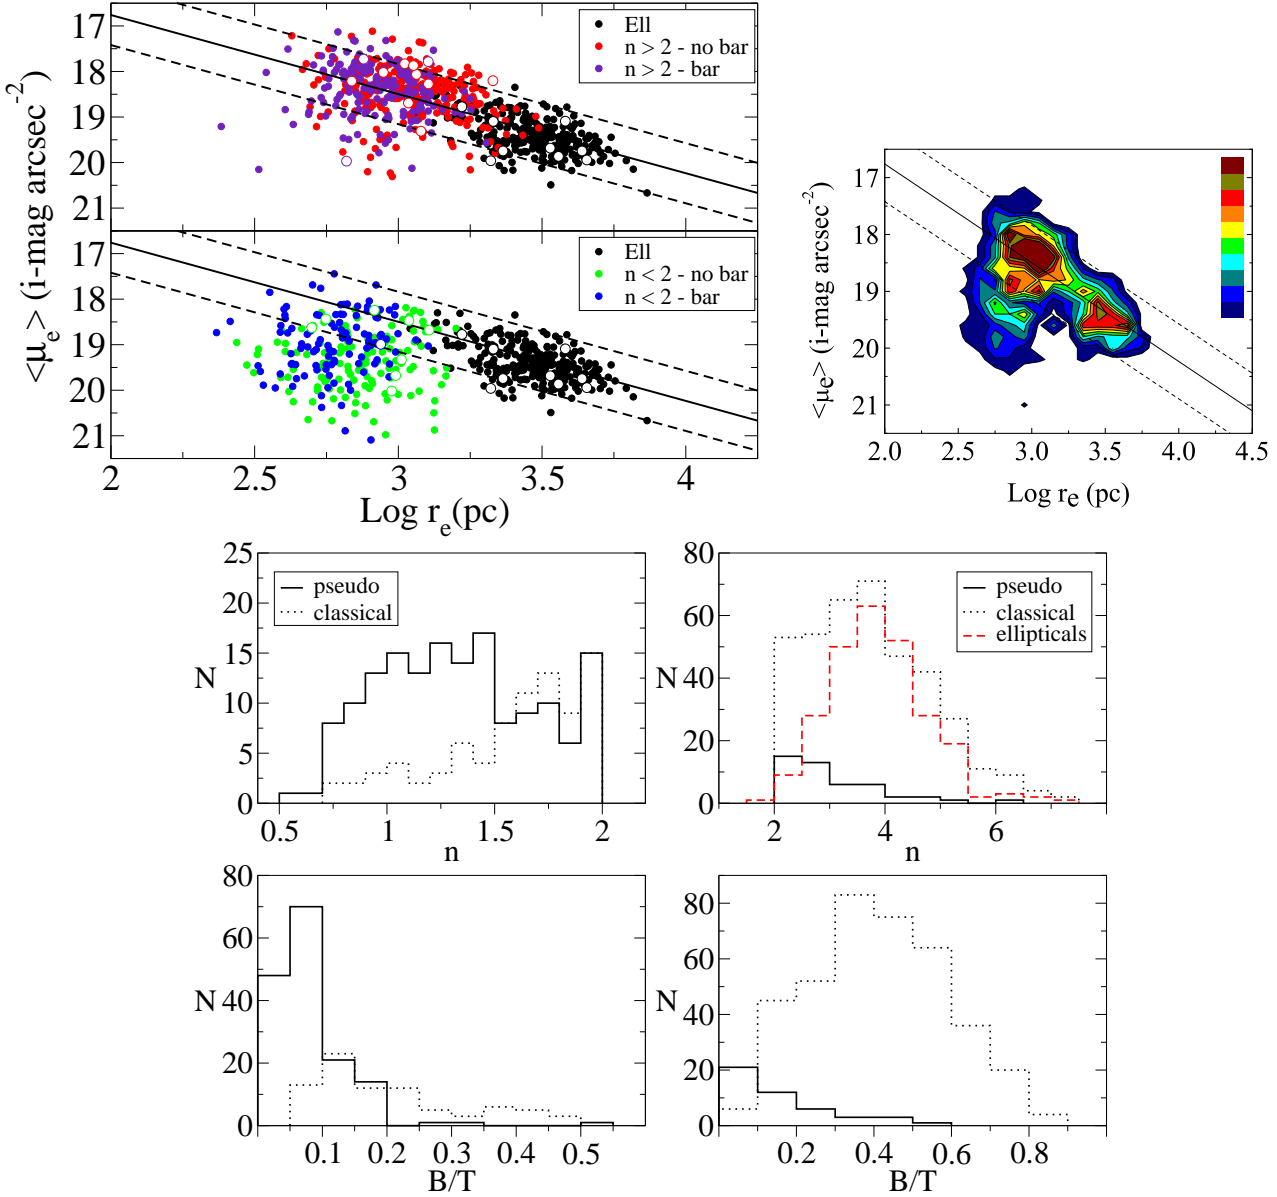 <μ_e> (i-mag arcsec^-2)
17
18
19
20
21
Ell
n > 2 - no bar
n > 2 - bar
17
18
19
20
21
Ell
n < 2 - no bar
n < 2 - bar
2
2.5
3
3.5
4
Log r_e(pc)
<μe> (i-mag arcsec^-2)
17
18
19
20
21
2.0
2.5
3.0
3.5
4.0
4.5
Log re (pc)
25
20
15
10
5
0
N
pseudo
classical
0.5
1
1.5
2
n
80
60
40
20
0
N
pseudo
classical
ellipticals
2
4
6
n
80
60
40
20
0
N
0.1
0.2
0.3
0.4
0.5
B/T
80
60
40
20
0
N
0.2
0.4
0.6
0.8
B/T